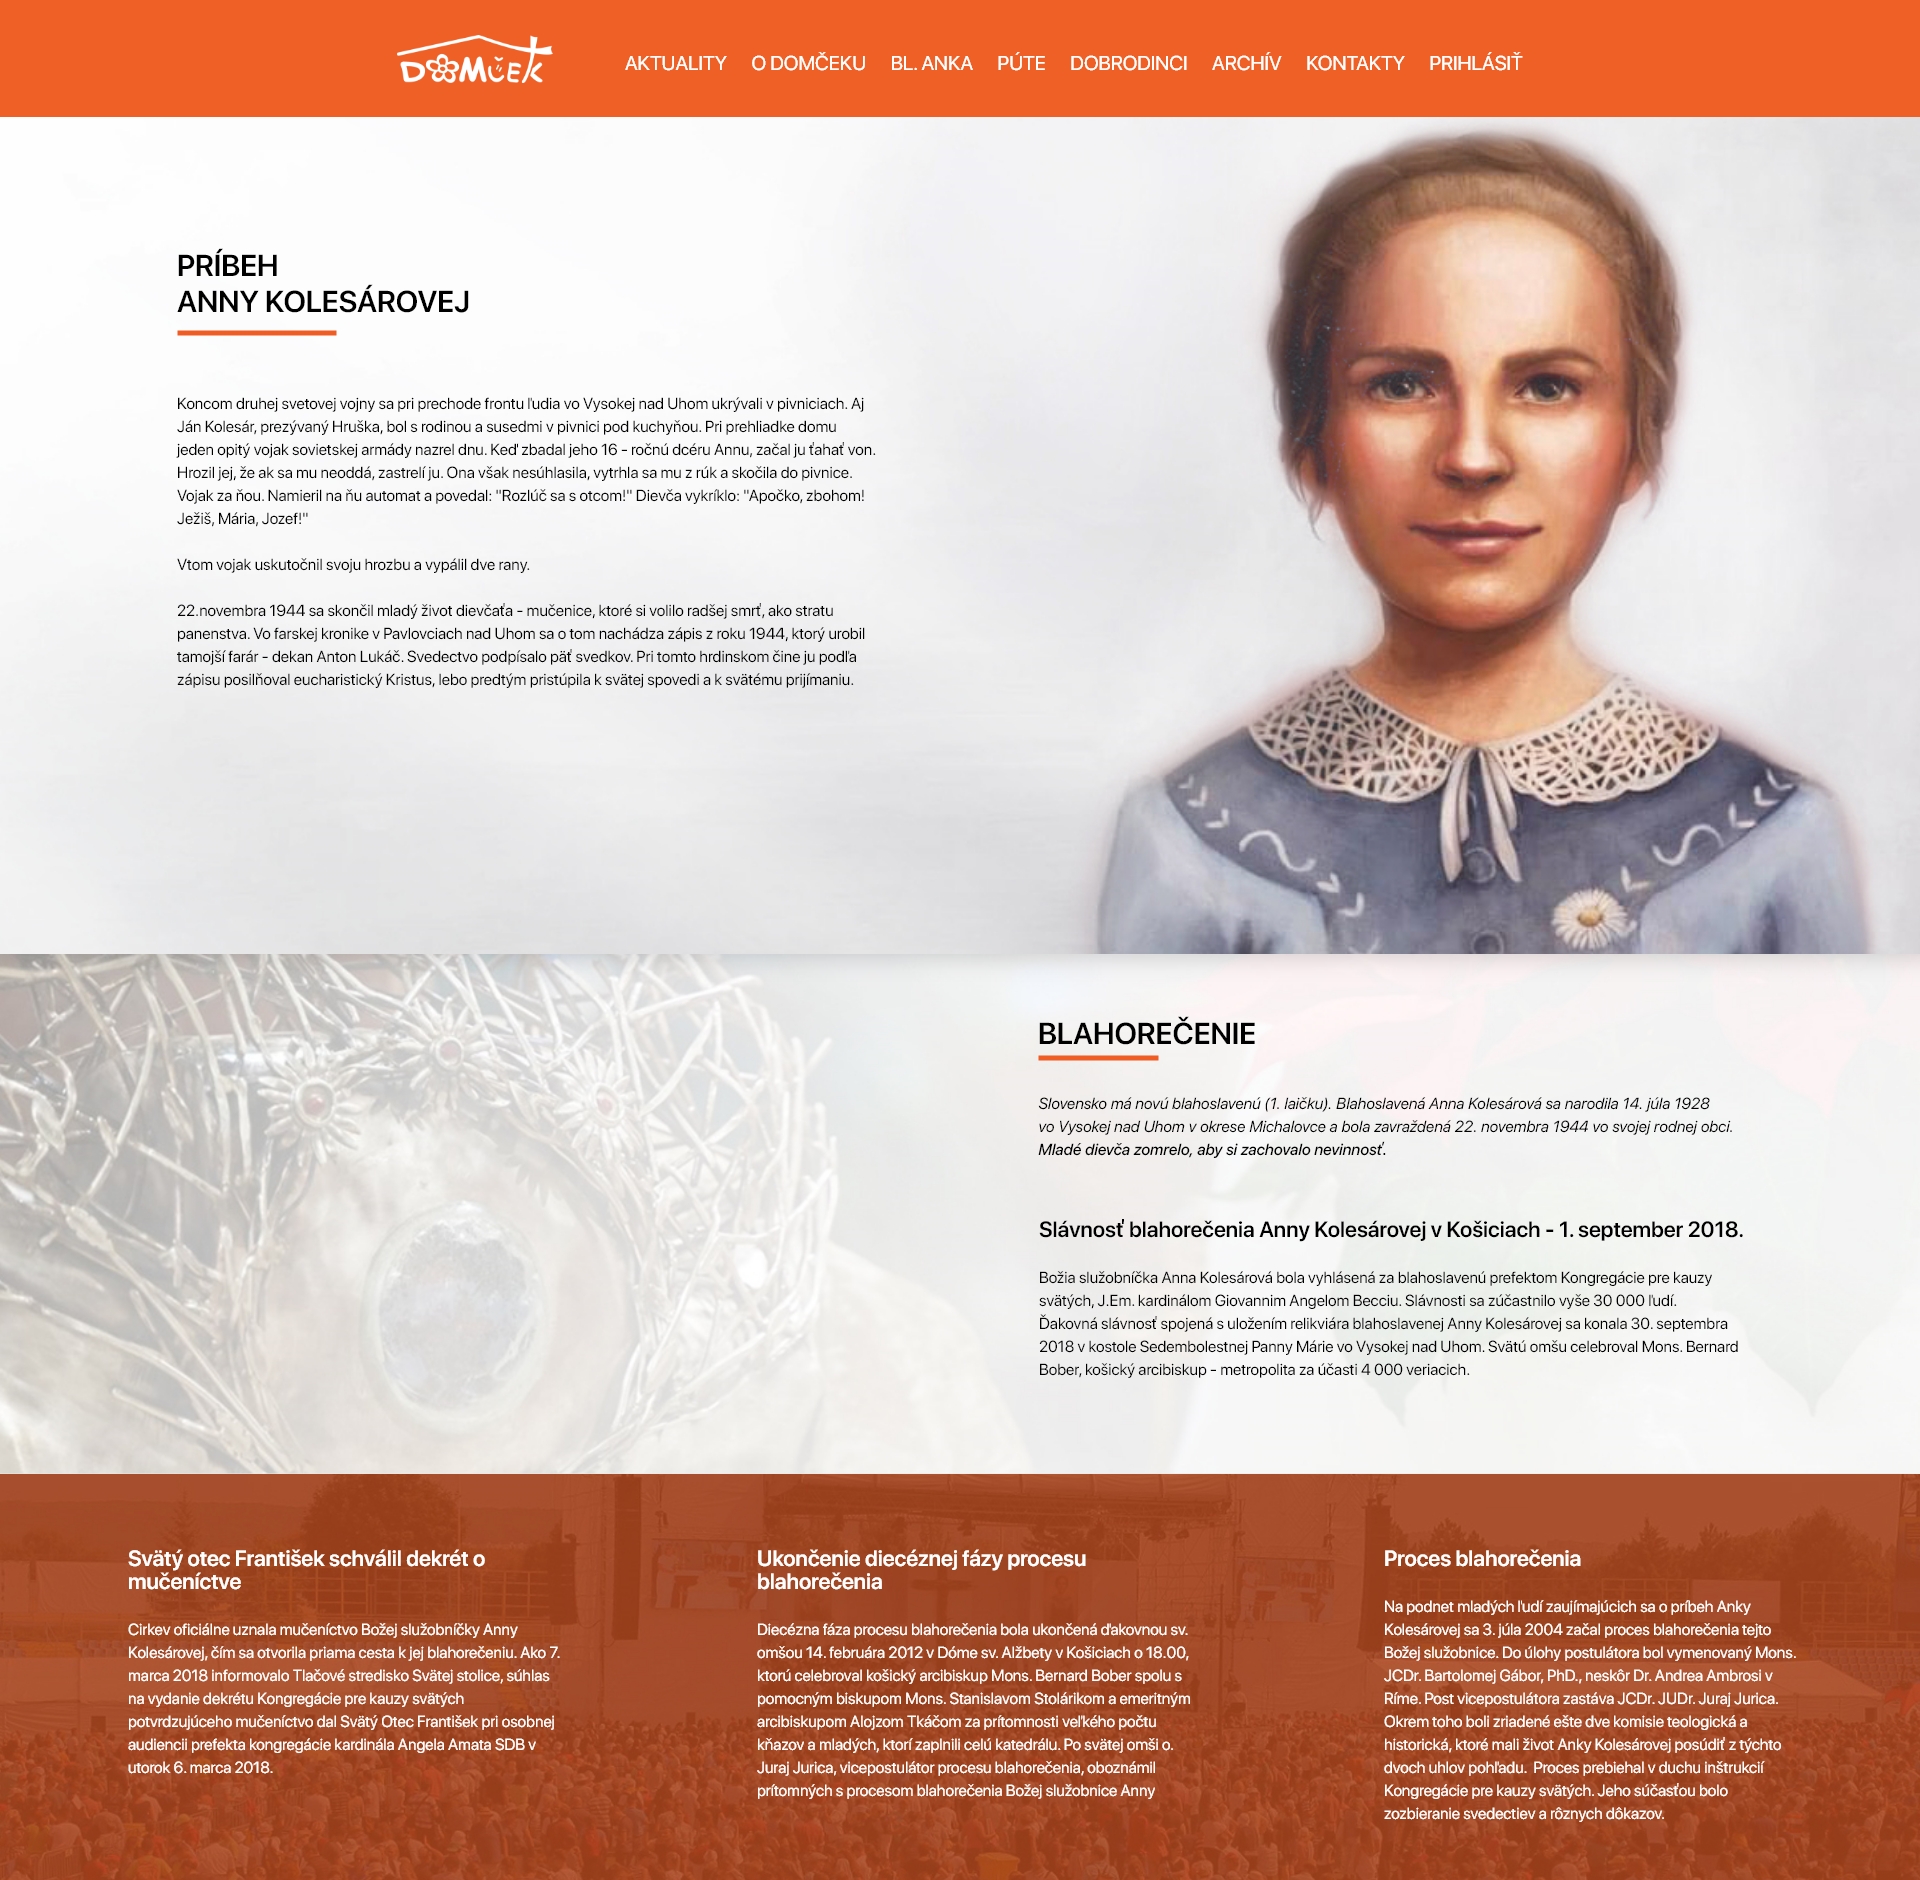 DOMČEK
AKTUALITY O DOMČEKU BL. ANKA PÚTE DOBRODINCI ARCHÍV KONTAKTY PRIHLÁSIŤ
PRÍBEH
ANNY KOLESÁROVEJ
Koncom druhej svetovej vojny sa pri prechode frontu ľudia vo Vysokej nad Uhom ukrývali v pivniciach. Aj
Ján Kolesár, prezývaný Hruška, bol s rodinou a susedmi v pivnici pod kuchyňou. Pri prehliadke domu
jeden opitý vojak sovietskej armády nazrel dnu. Keď zbadal jeho 16 - ročnú dcéru Annu, začal ju ťahať von.
Hrozil jej, že ak sa mu neoddá, zastrelí ju. Ona však nesúhlasila, vytrhla sa mu z rúk a skočila do pivnice.
Vojak za ňou. Namieril na ňu automat a povedal: "Rozlúč sa s otcom!" Dievča vykríklo: "Apočko, zbohom!
Ježiš, Mária, Jozef!"
Vtom vojak uskutočnil svoju hrozbu a vypálil dve rany.
22.novembra 1944 sa skončil mladý život dievčaťa - mučenice, ktoré si volilo radšej smrť, ako stratu
panenstva. Vo farskej kronike v Pavlovciach nad Uhom sa o tom nachádza zápis z roku 1944, ktorý urobil
tamojší farár - dekan Anton Lukáč. Svedectvo podpísalo päť svedkov. Pri tomto hrdinskom čine ju podľa
zápisu posilňoval eucharistický Kristus, lebo predtým pristúpila k svätej spovedi a k svätému prijímaniu.
BLAHOREČENIE
Slovensko má novú blahoslavenú (1. laičku). Blahoslavená Anna Kolesárová sa narodila 14. júla 1928
vo Vysokej nad Uhom v okrese Michalovce a bola zavraždená 22. novembra 1944 vo svojej rodnej obci.
Mladé dievča zomrelo, aby si zachovalo nevinnosť.
Slávnosť blahorečenia Anny Kolesárovej v Košiciach - 1. september 2018.
Božia služobníčka Anna Kolesárová bola vyhlásená za blahoslavenú prefektom Kongregácie pre kauzy
svätých, J.Em. kardinálom Giovannim Angelom Becciu. Slávnosti sa zúčastnilo vyše 30 000 ľudí.
Ďakovná slávnosť spojená s uložením relikviára blahoslavenej Anny Kolesárovej sa konala 30. septembra
2018 v kostole Sedembolestnej Panny Márie vo Vysokej nad Uhom. Svätú omšu celebroval Mons. Bernard
Bober, košický arcibiskup - metropolita za účasti 4 000 veriacich.
Svätý otec František schválil dekrét o
mučeníctve
Cirkev oficiálne uznala mučeníctvo Božej služobníčky Anny
Kolesárovej, čím sa otvorila priama cesta k jej blahorečeniu. Ako 7.
marca 2018 informovalo Tlačové stredisko Svätej stolice, súhlas
na vydanie dekrétu Kongregácie pre kauzy svätých
potvrdzujúceho mučeníctvo dal Svätý Otec František pri osobnej
audiencii prefekta kongregácie kardinála Angela Amata SDB v
utorok 6. marca 2018.
Ukončenie diecéznej fázy procesu
blahorečenia
Diecézna fáza procesu blahorečenia bola ukončená ďakovnou sv.
omšou 14. februára 2012 v Dóme sv. Alžbety v Košiciach o 18.00,
ktorú celebroval košický arcibiskup Mons. Bernard Bober spolu s
pomocným biskupom Mons. Stanislavom Stolárikom a emeritným
arcibiskupom Alojzom Tkáčom za prítomnosti veľkého počtu
kňazov a mladých, ktorí zaplnili celú katedrálu. Po svätej omši o.
Juraj Jurica, vicepostulátor procesu blahorečenia, oboznámil
prítomných s procesom blahorečenia Božej služobnice Anny
Proces blahorečenia
Na podnet mladých ľudí zaujímajúcich sa o príbeh Anky
Kolesárovej sa 3. júla 2004 začal proces blahorečenia tejto
Božej služobnice. Do úlohy postulátora bol vymenovaný Mons.
JCDr. Bartolomej Gábor, PhD., neskôr Dr. Andrea Ambrosi v
Ríme. Post vicepostulátora zastáva JCDr. JUDr. Juraj Jurica.
Okrem toho boli zriadené ešte dve komisie teologická a
historická, ktoré mali život Anky Kolesárovej posúdiť z týchto
dvoch uhlov pohľadu. Proces prebiehal v duchu inštrukcií
Kongregácie pre kauzy svätých. Jeho súčasťou bolo
zozbieranie svedectiev a rôznych dôkazov.